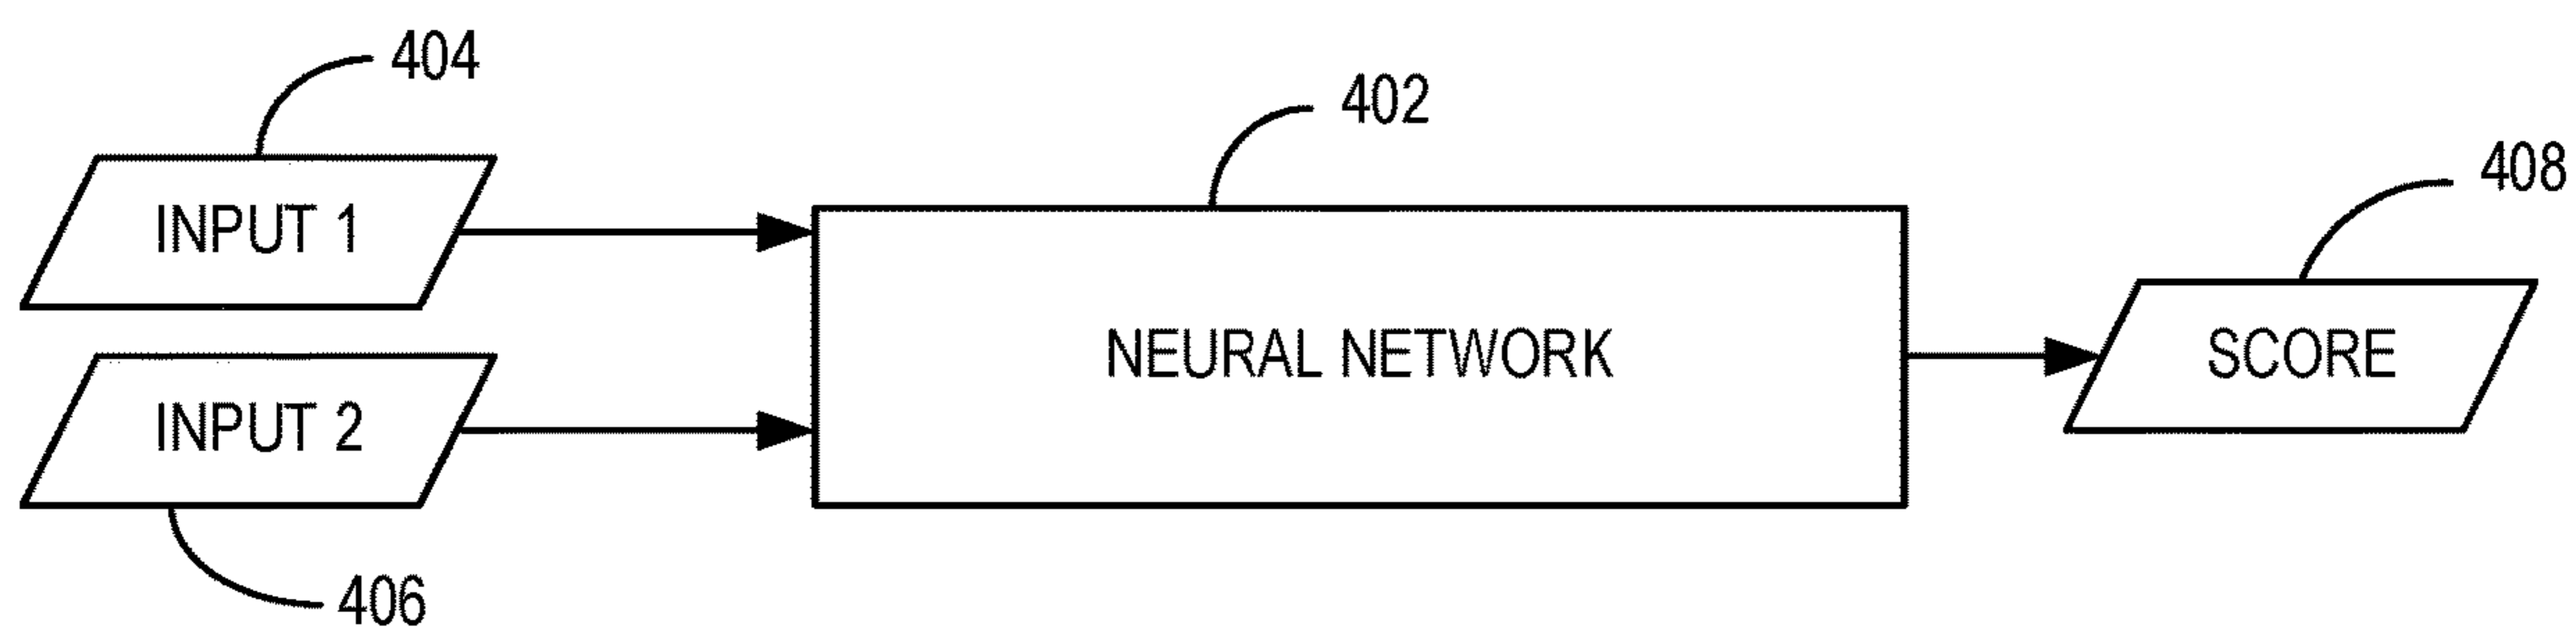 404
402
408
INPUT 1
NEURAL NETWORK
SCORE
INPUT 2
406